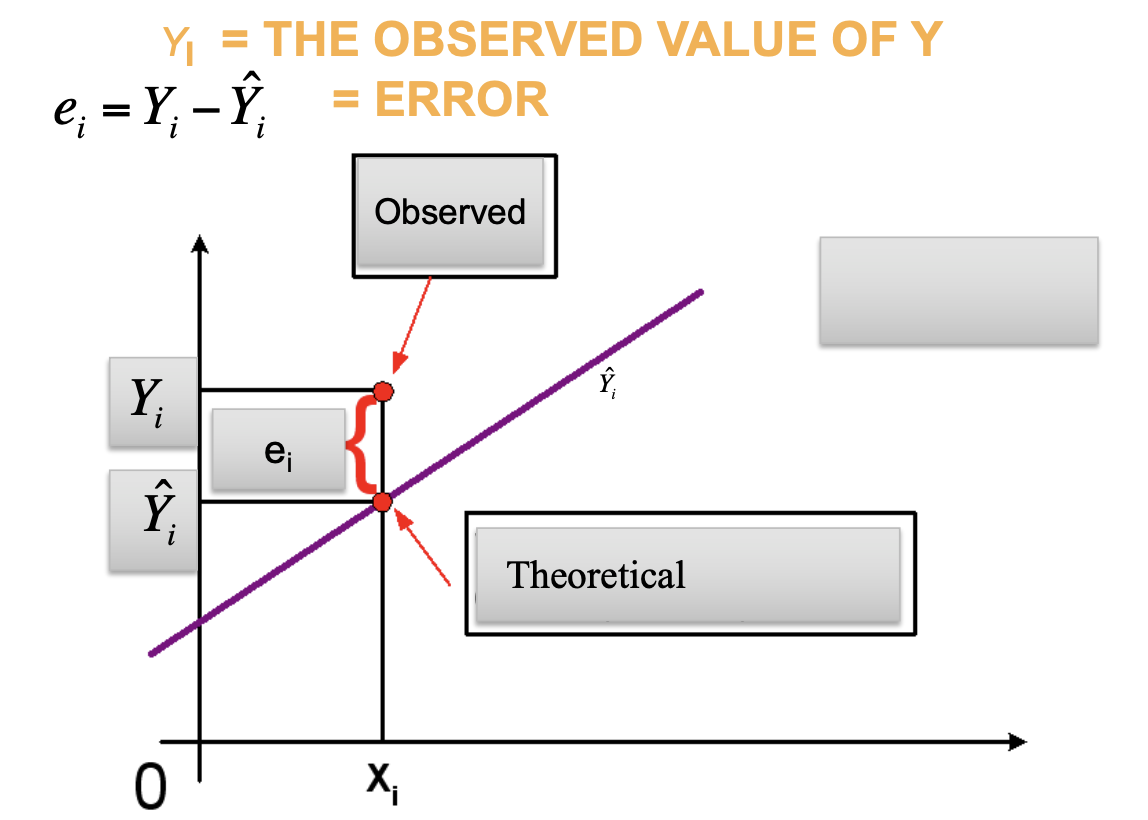 Yᵢ = THE OBSERVED VALUE OF Y
eᵢ = Yᵢ − Ŷᵢ = ERROR
Observed
Ŷᵢ
Yᵢ
eᵢ
Ŷᵢ
Theoretical
0
Xᵢ